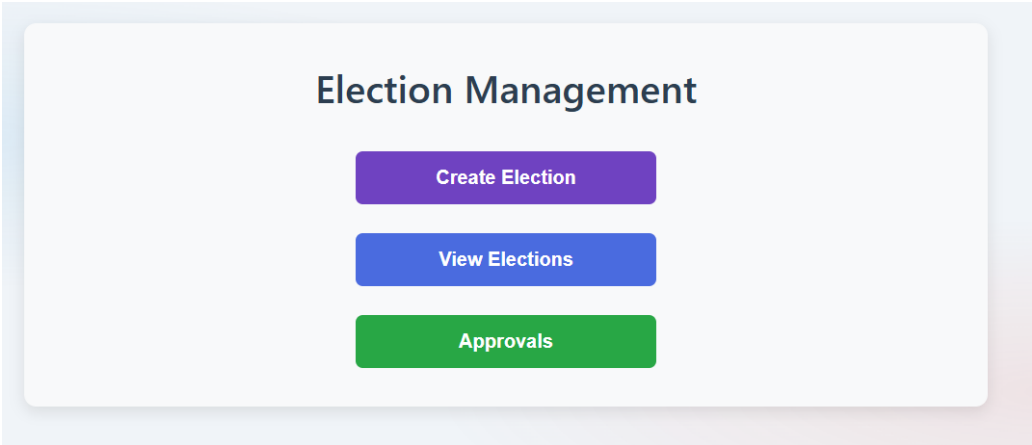 Election Management
Create Election
View Elections
Approvals